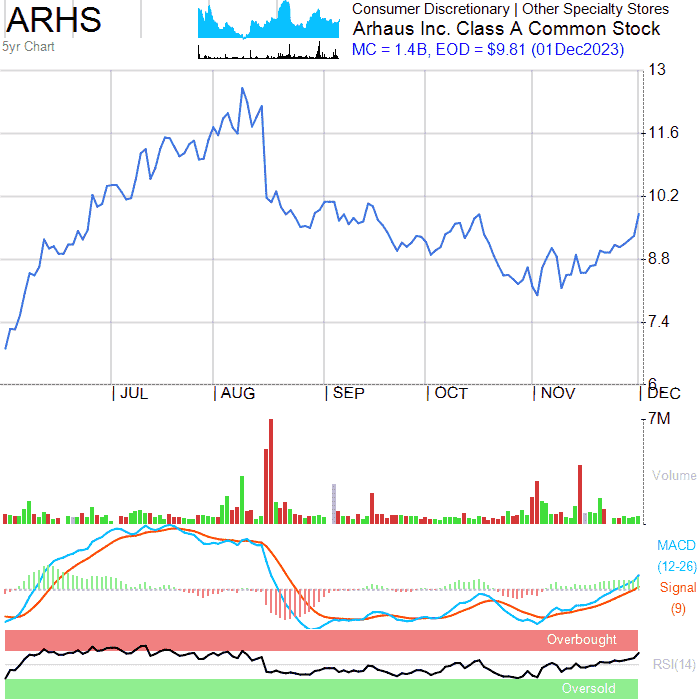 ARHS
5yr Chart
Consumer Discretionary | Other Specialty Stores
Arhaus Inc. Class A Common Stock
MC = 1.4B, EOD = $9.81 (01Dec2023)
13
11.6
10.2
8.8
7.4
6
| JUL | AUG | SEP | OCT | NOV | DEC
7M
Volume
MACD
(12-26)
Signal
(9)
Overbought
RSI(14)
Oversold